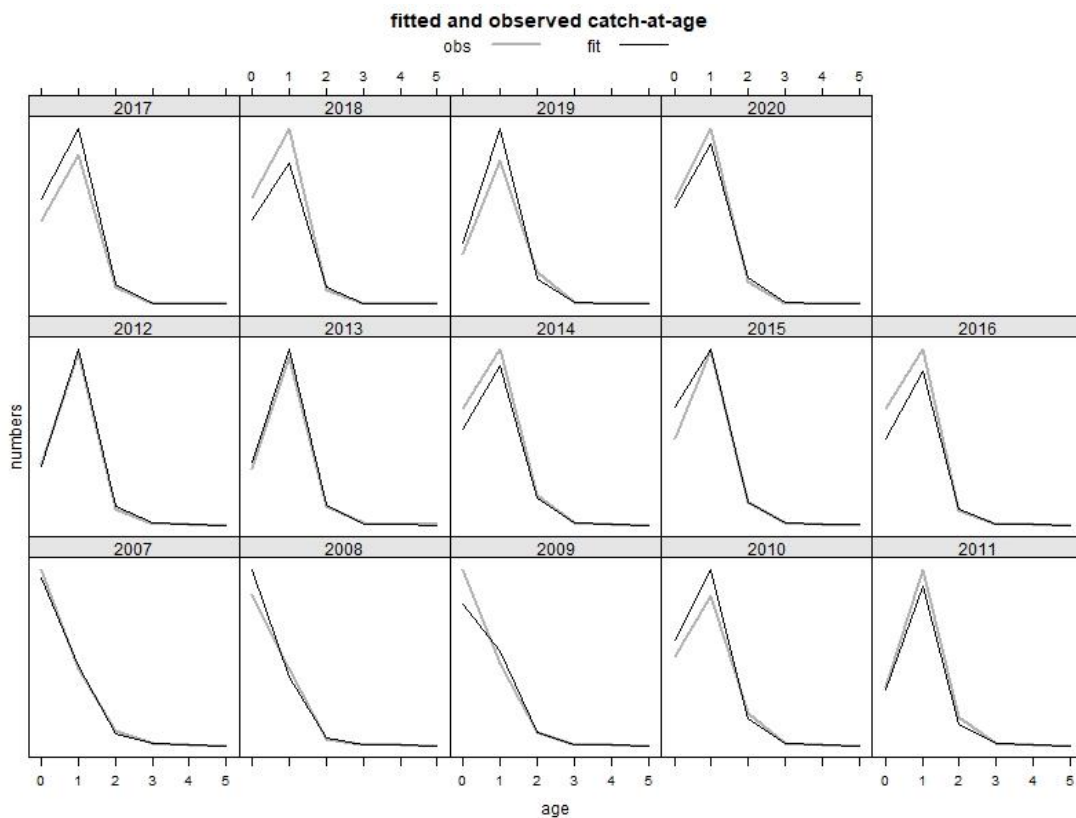 fitted and observed catch-at-age
obs fit
0 1 2 3 4 5 0 1 2 3 4 5
2017 2018 2019 2020
2012 2013 2014 2015 2016
numbers
2007 2008 2009 2010 2011
0 1 2 3 4 5 0 1 2 3 4 5 0 1 2 3 4 5
age